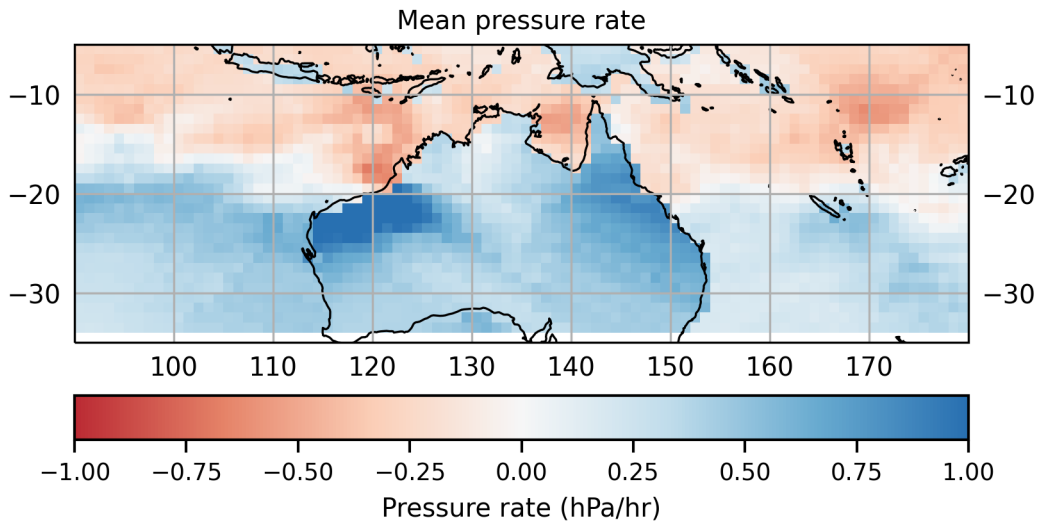 Mean pressure rate
−10 −10
−20 −20
−30 −30
100 110 120 130 140 150 160 170
−1.00 −0.75 −0.50 −0.25 0.00 0.25 0.50 0.75 1.00
Pressure rate (hPa/hr)